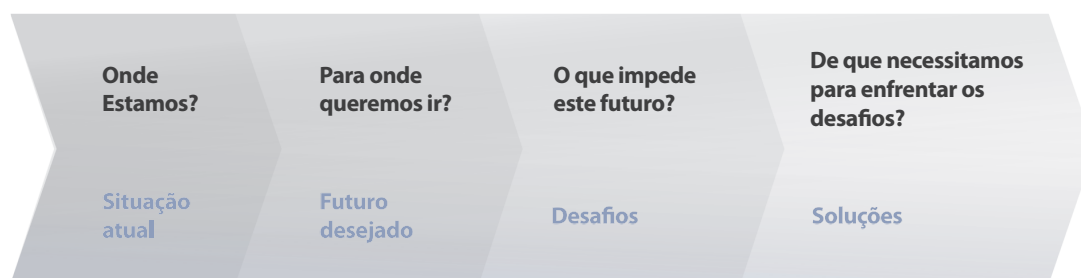 Onde
Estamos?
Situação
atual
Para onde
queremos ir?
Futuro
desejado
O que impede
este futuro?
Desafios
De que necessitamos
para enfrentar os
desafios?
Soluções